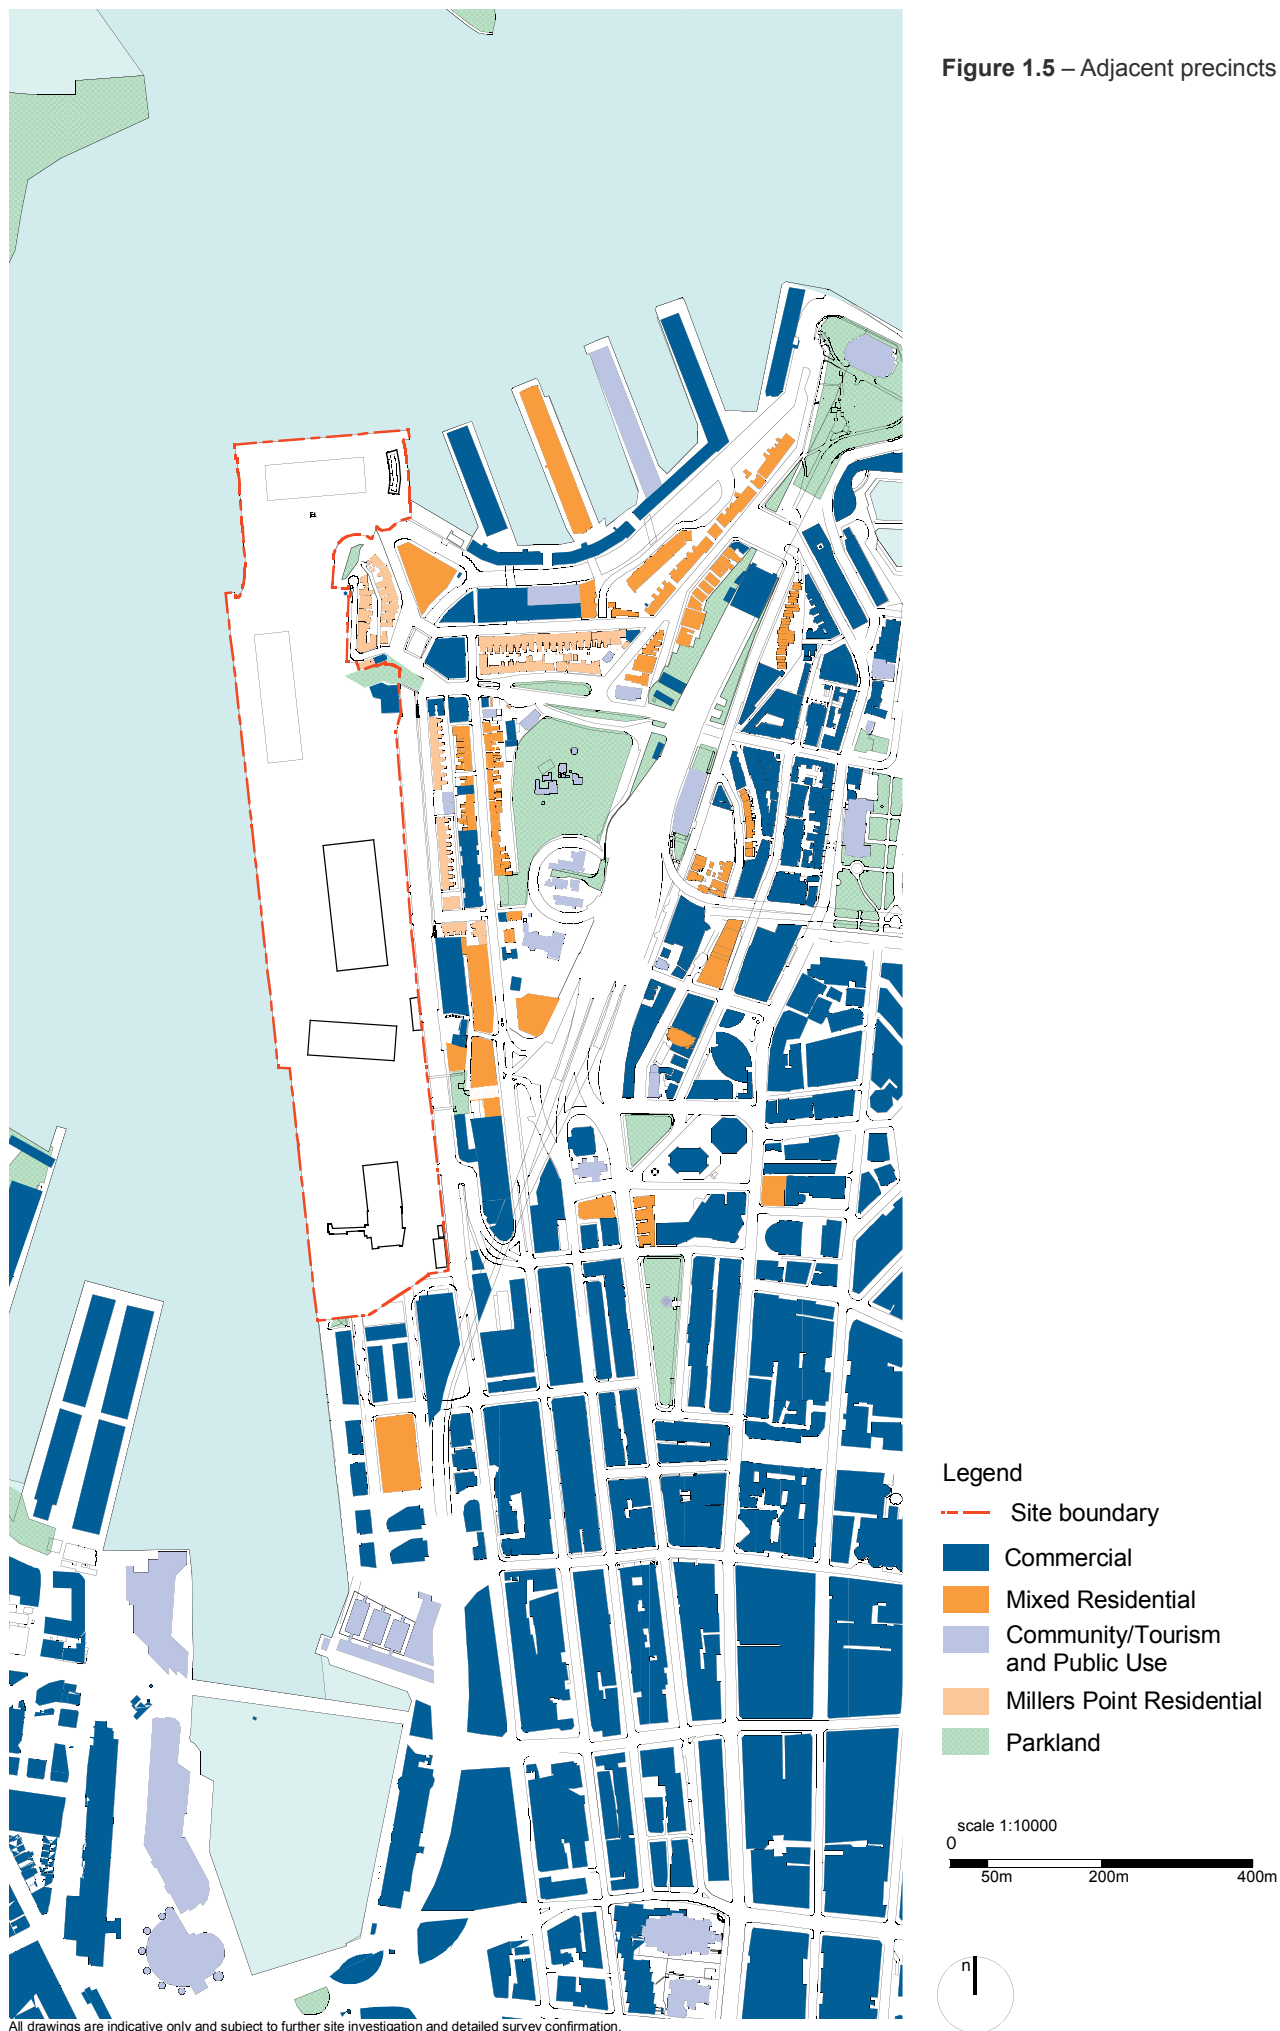 Figure 1.5 – Adjacent precincts
Legend
Site boundary
Commercial
Mixed Residential
Community/Tourism
and Public Use
Millers Point Residential
Parkland
scale 1:10000
0
50m 200m 400m
n
All drawings are indicative only and subject to further site investigation and detailed survey confirmation.